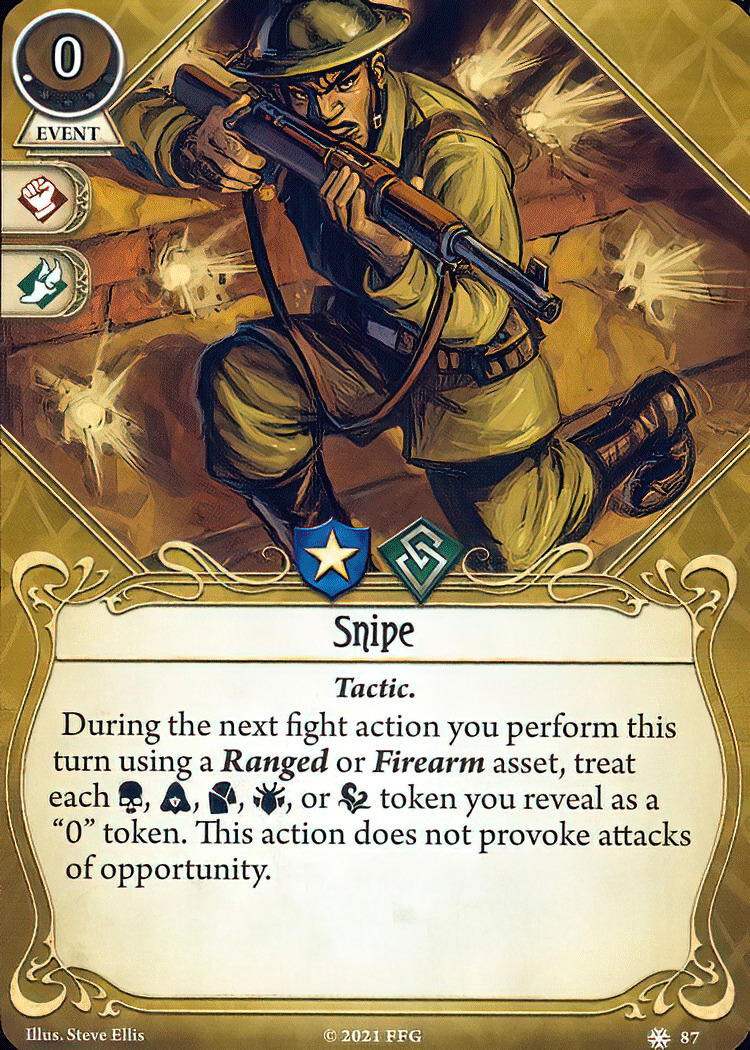 0
EVENT
Snipe
Tactic.
During the next fight action you perform this
turn using a Ranged or Firearm asset, treat
each , , , , or token you reveal as a
“0” token. This action does not provoke attacks
of opportunity.
Illus. Steve Ellis
© 2021 FFG
87